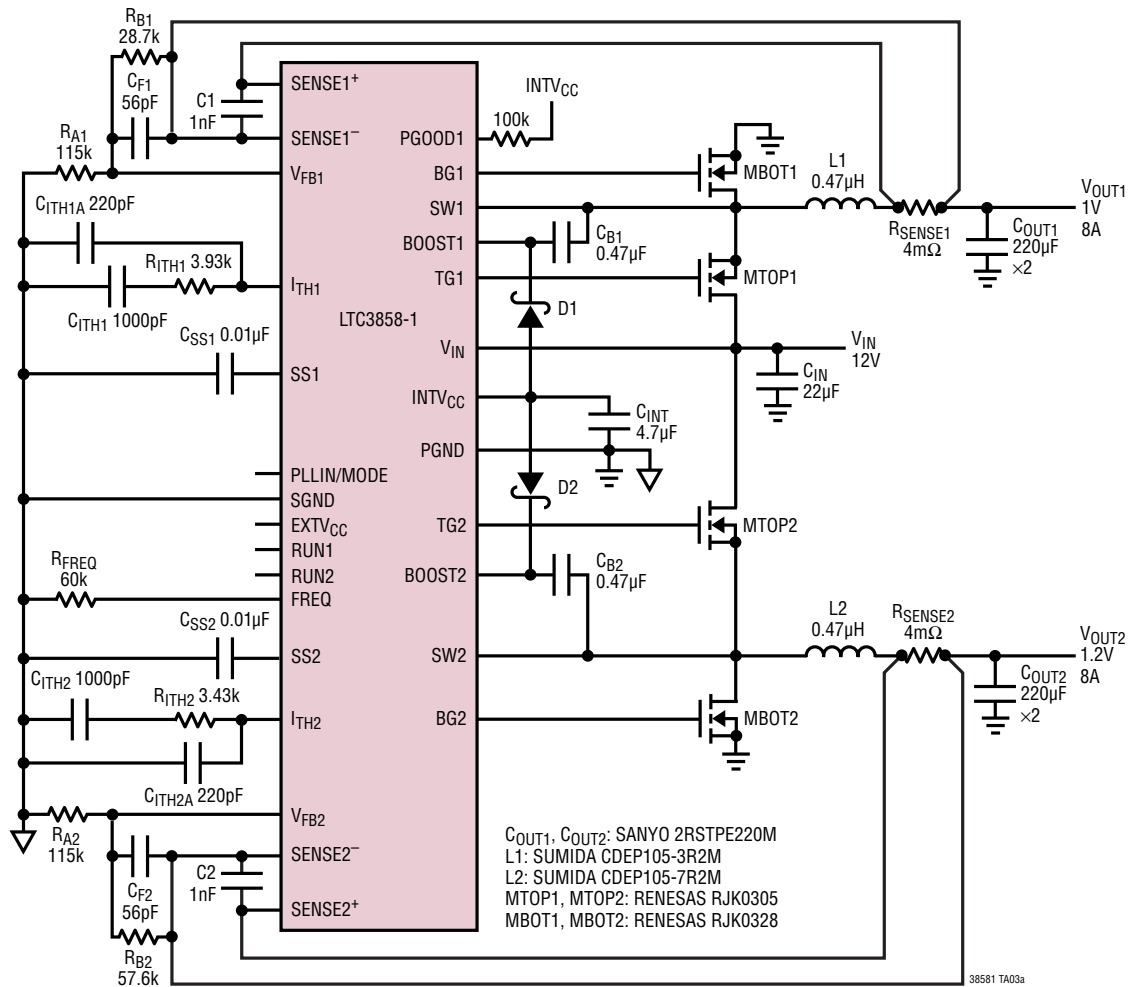 RB1
28.7k
CF1
56pF
C1
1nF
RA1
115k
CITH1A 220pF
RITH1 3.93k
CITH1 1000pF
CSS1 0.01µF
RFREQ
60k
CSS2 0.01µF
CITH2 1000pF
RITH2 3.43k
CITH2A 220pF
RA2
115k
CF2
56pF
C2
1nF
RB2
57.6k
SENSE1+
SENSE1–
VFB1
ITH1
LTC3858-1
SS1
PLLIN/MODE
SGND
EXTVCC
RUN1
RUN2
FREQ
SS2
ITH2
VFB2
SENSE2–
SENSE2+
PGOOD1
BG1
SW1
BOOST1
TG1
VIN
INTVCC
PGND
TG2
BOOST2
SW2
BG2
INTVCC
100k
MBOT1
L1
0.47µH
RSENSE1
4mΩ
VOUT1
1V
8A
COUT1
220µF
×2
CB1
0.47µF
MTOP1
D1
VIN
12V
CIN
22µF
CINT
4.7µF
D2
MTOP2
CB2
0.47µF
L2
0.47µH
RSENSE2
4mΩ
VOUT2
1.2V
8A
COUT2
220µF
×2
MBOT2
COUT1, COUT2: SANYO 2RSTPE220M
L1: SUMIDA CDEP105-3R2M
L2: SUMIDA CDEP105-7R2M
MTOP1, MTOP2: RENESAS RJK0305
MBOT1, MBOT2: RENESAS RJK0328
38581 TA03a